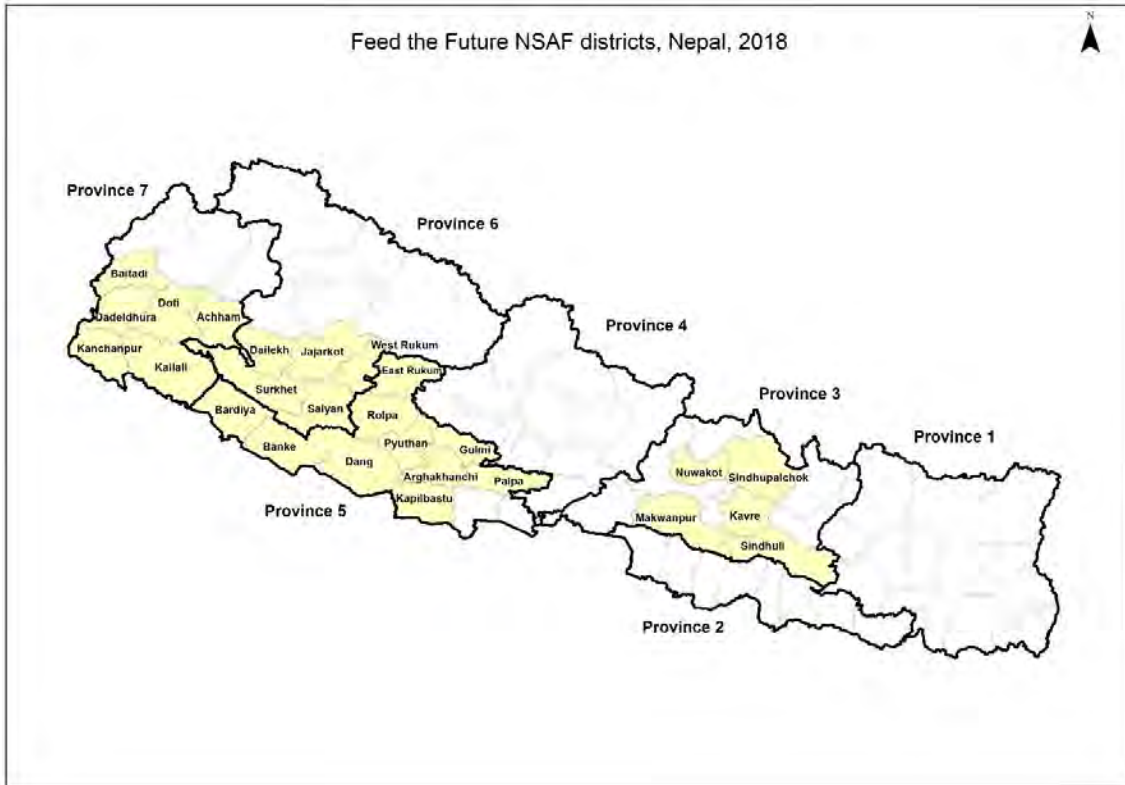 N
Feed the Future NSAF districts, Nepal, 2018
Province 7
Province 6
Baitadi
Doti
Dadeldhura
Achham
Province 4
Kanchanpur
Kailali
Dailekh
Jajarkot
West Rukum
East Rukum
Surkhet
Salyan
Province 3
Bardiya
Rolpa
Province 1
Banke
Pyuthan
Gulmi
Dang
Nuwakot
Sindhupalchok
Arghakhanchi
Palpa
Kapilbastu
Province 5
Makwanpur
Kavre
Sindhuli
Province 2